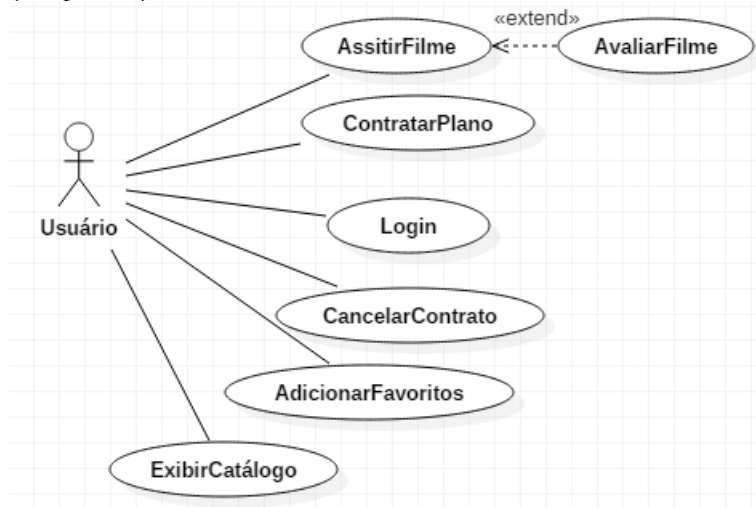 «extend»
AssitirFilme
AvaliarFilme
ContratarPlano
Usuário
Login
CancelarContrato
AdicionarFavoritos
ExibirCatálogo